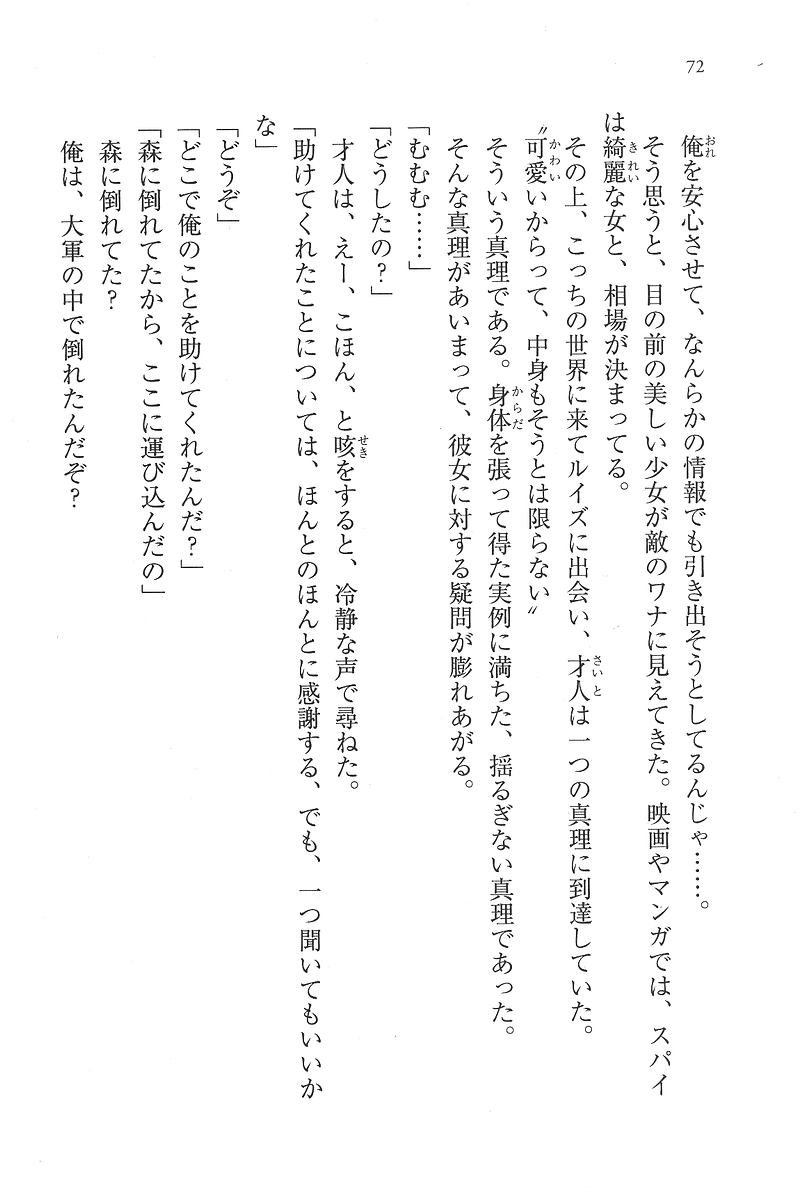 72
俺を安心させて、なんらかの情報でも引き出そうとしてるんじゃ……。
そう思うと、目の前の美しい少女が敵のワナに見えてきた。映画やマンガでは、スパイ
は綺麗な女と、相場が決まってる。
その上、こっちの世界に来てルイズに出会い、才人は一つの真理に到達していた。
〝可愛いからって、中身もそうとは限らない〟
そういう真理である。身体を張って得た実例に満ちた、揺るぎない真理であった。
そんな真理があいまって、彼女に対する疑問が膨れあがる。
「むむむ……」
「どうしたの？」
才人は、えー、こほん、と咳をすると、冷静な声で尋ねた。
「助けてくれたことについては、ほんとのほんとに感謝する、でも、一つ聞いてもいいか
な」
「どうぞ」
「どこで俺のことを助けてくれたんだ？」
「森に倒れてたから、ここに運び込んだの」
森に倒れてた？
俺は、大軍の中で倒れたんだぞ？